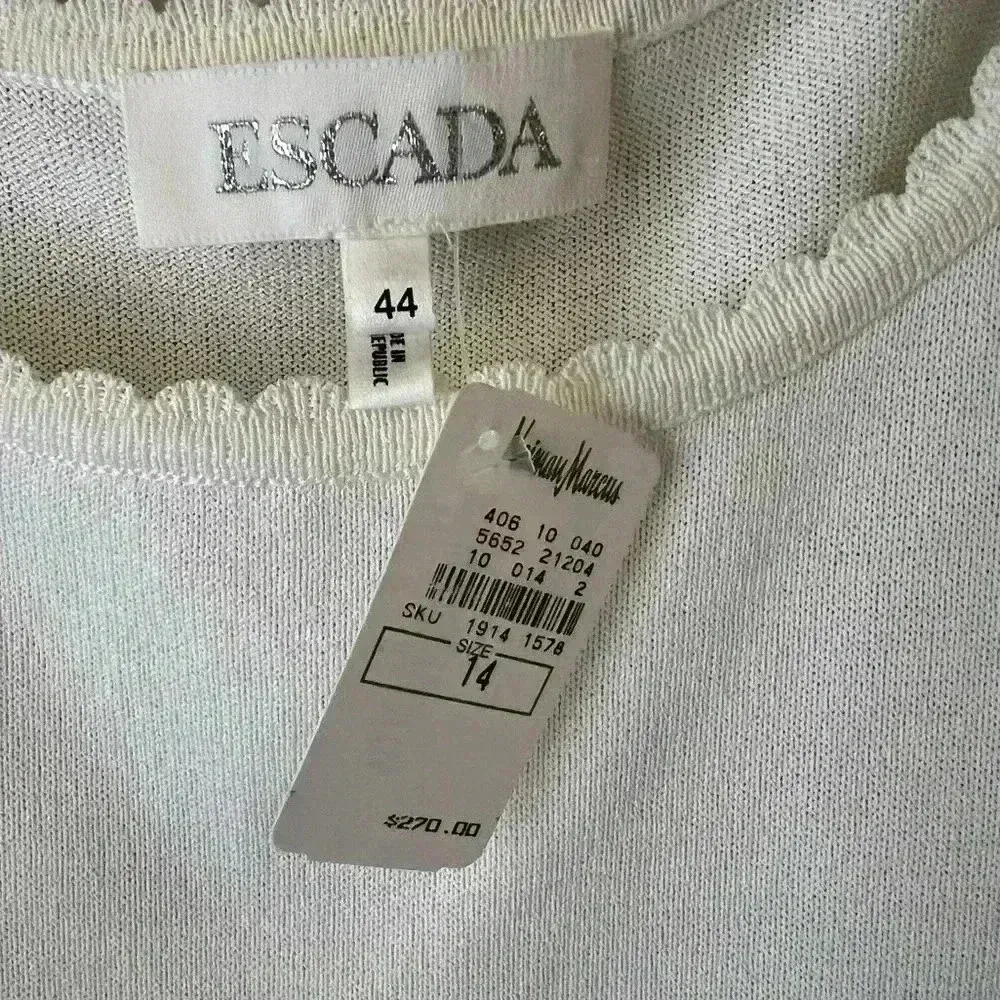 ESCADA
44
DE IN
REPUBLIC
Neiman Marcus
406 10 040
5652 21204
10 014 2
SKU 1914 1578
SIZE
14
$270.00